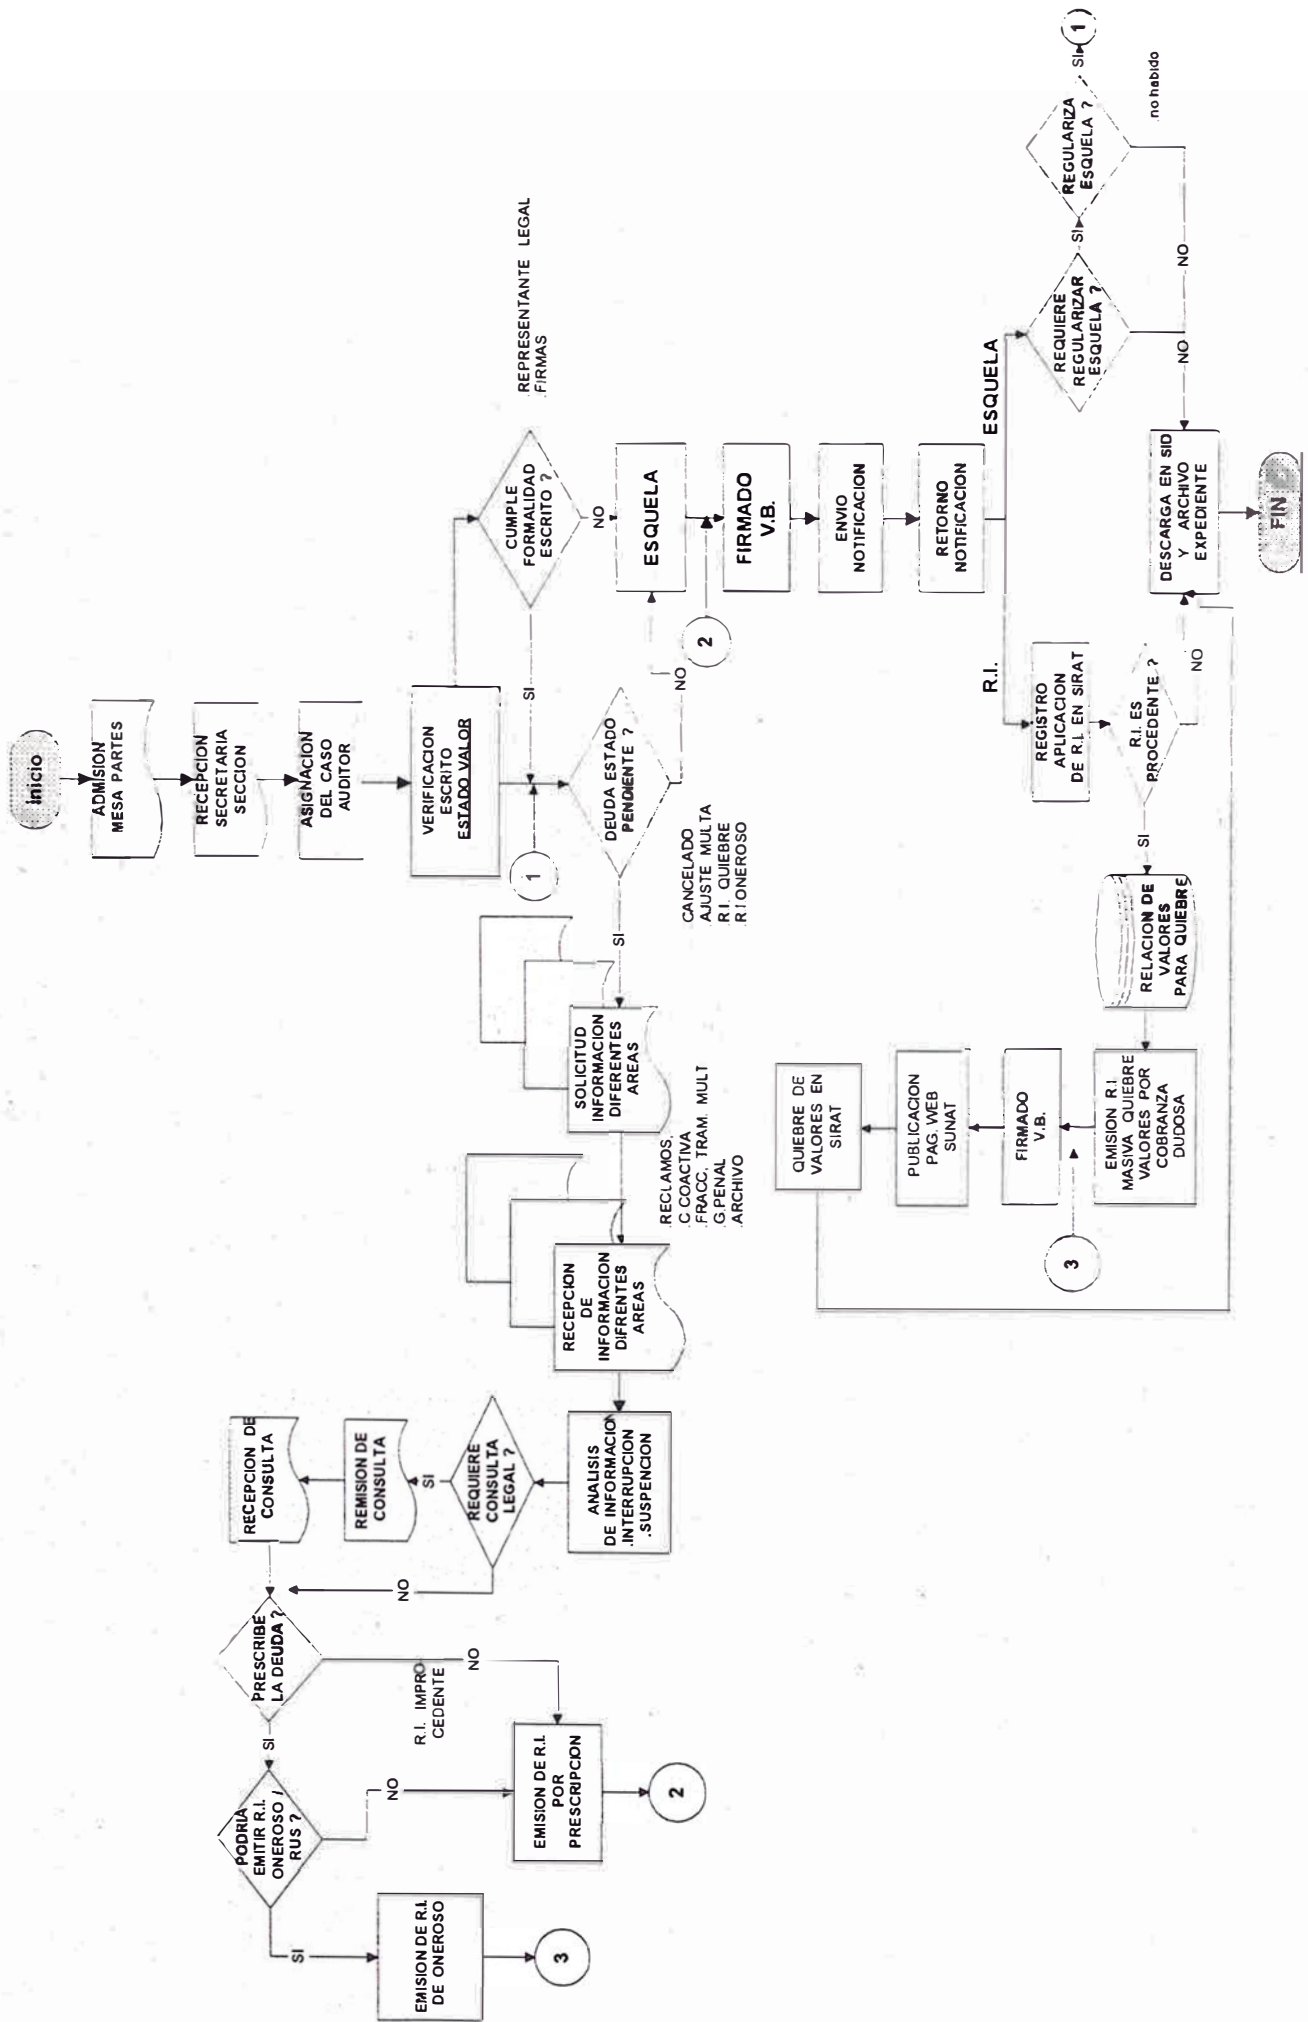 inicio
ADMISION
MESA PARTES
RECEPCION
SECRETARIA
SECCION
ASIGNACION
DEL CASO
AUDITOR
VERIFICACION
ESCRITO
ESTADO VALOR
CUMPLE
FORMALIDAD
ESCRITO ?
.REPRESENTANTE LEGAL
.FIRMAS
SI
NO
1
DEUDA ESTADO
PENDIENTE ?
SI
NO
CANCELADO
.AJUSTE MULTA
R.I. QUIEBRE
R.I ONEROSO
ESQUELA
2
FIRMADO
V.B.
ENVIO
NOTIFICACION
RETORNO
NOTIFICACION
R.I.
ESQUELA
REQUIERE
REGULARIZAR
ESQUELA ?
SI
NO
REGULARIZA
ESQUELA ?
SI
1
NO
.no habido
REGISTRO
APLICACION
DE R.I. EN SIRAT
R.I. ES
PROCEDENTE ?
SI
NO
DESCARGA EN SID
Y ARCHIVO
EXPEDIENTE
FIN
RELACION DE
VALORES
PARA QUIEBRE
EMISION R.I.
MASIVA QUIEBRE
VALORES POR
COBRANZA
DUDOSA
3
FIRMADO
V.B.
PUBLICACION
PAG. WEB
SUNAT
QUIEBRE DE
VALORES EN
SIRAT
SOLICITUD
INFORMACION
DIFERENTES
AREAS
RECEPCION
DE
INFORMACION
DIFRENTES
AREAS
.RECLAMOS,
.C COACTIVA
.FRACC, TRAM. MULT
.G.PENAL
.ARCHIVO
ANALISIS
DE INFORMACION
.INTERRUPCION
.SUSPENCION
REQUIERE
CONSULTA
LEGAL ?
SI
NO
REMISION DE
CONSULTA
RECEPCION DE
CONSULTA
PRESCRIBE
LA DEUDA ?
SI
NO
R.I. IMPRO
CEDENTE
PODRIA
EMITIR R.I.
ONEROSO /
RUS ?
NO
SI
EMISION DE R.I.
POR
PRESCRIPCION
2
EMISION DE R.I.
DE ONEROSO
3